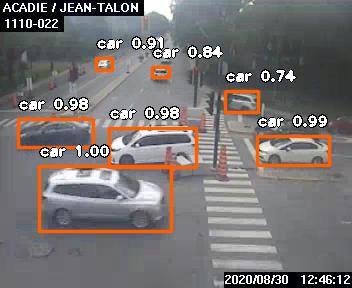 ACADIE / JEAN-TALON
1110-022
car 0.91
car 0.84
car 0.74
car 0.98
car 0.98
car 0.99
car 1.00
2020/08/30 12:46:12